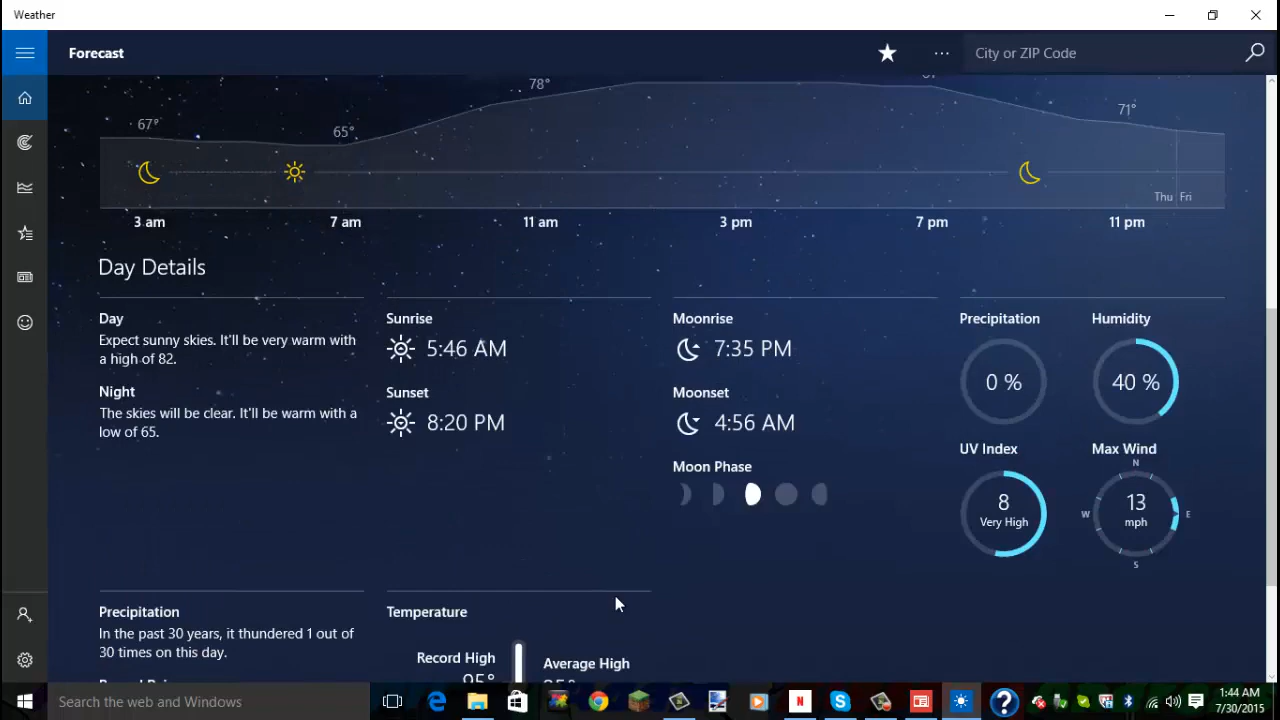 Weather
Forecast
City or ZIP Code
67°
65°
78°
71°
Thu
Fri
3 am
7 am
11 am
3 pm
7 pm
11 pm
Day Details
Day
Expect sunny skies. It'll be very warm with
a high of 82.
Night
The skies will be clear. It'll be warm with a
low of 65.
Sunrise
5:46 AM
Sunset
8:20 PM
Moonrise
7:35 PM
Moonset
4:56 AM
Moon Phase
Precipitation
0 %
Humidity
40 %
UV Index
8
Very High
Max Wind
N
W
13
mph
E
S
Precipitation
In the past 30 years, it thundered 1 out of
30 times on this day.
Temperature
Record High
Average High
Search the web and Windows
1:44 AM
7/30/2015